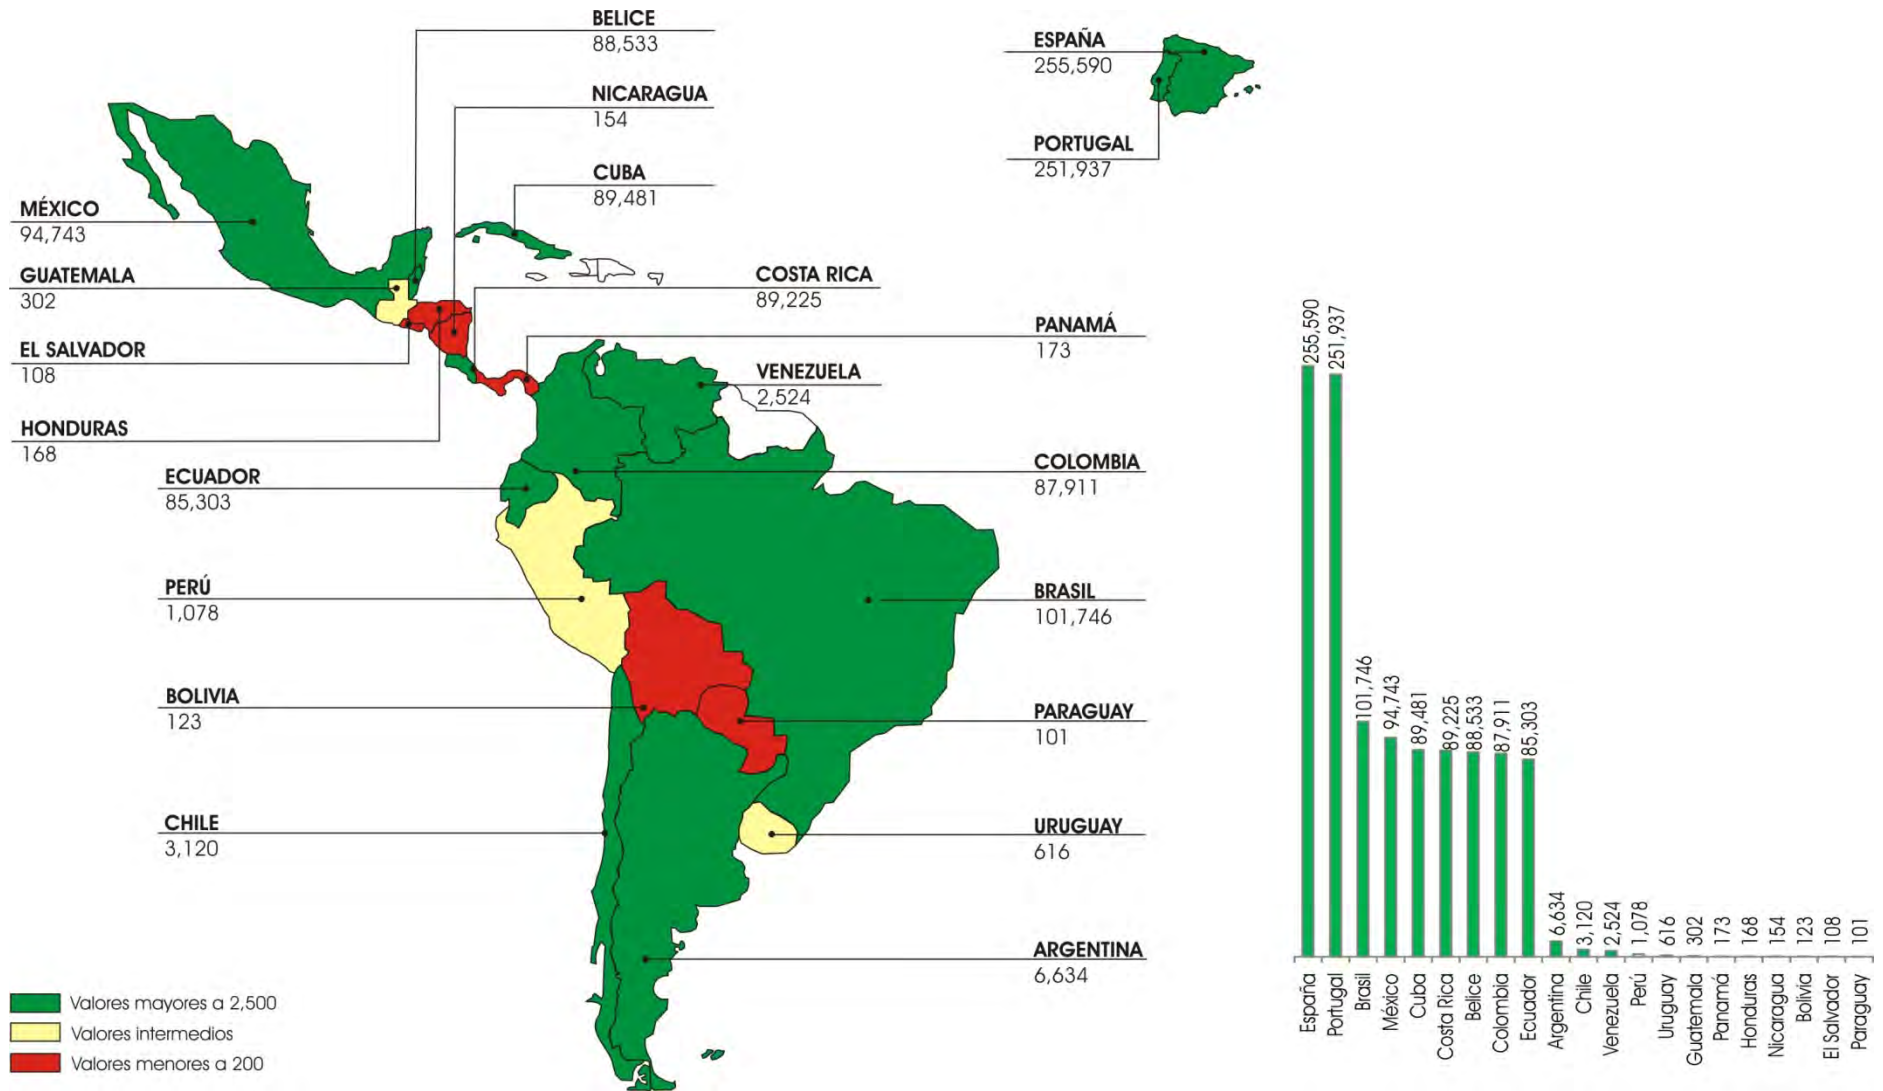 BELICE
88,533
NICARAGUA
154
CUBA
89,481
MÉXICO
94,743
GUATEMALA
302
EL SALVADOR
108
HONDURAS
168
COSTA RICA
89,225
PANAMÁ
173
VENEZUELA
2,524
ESPAÑA
255,590
PORTUGAL
251,937
ECUADOR
85,303
COLOMBIA
87,911
PERÚ
1,078
BRASIL
101,746
BOLIVIA
123
PARAGUAY
101
CHILE
3,120
URUGUAY
616
ARGENTINA
6,634
Valores mayores a 2,500
Valores intermedios
Valores menores a 200
255,590
251,937
101,746
94,743
89,481
89,225
88,533
87,911
85,303
6,634
3,120
2,524
1,078
616
302
173
168
154
123
108
101
España
Portugal
Brasil
México
Cuba
Costa Rica
Belice
Colombia
Ecuador
Argentina
Chile
Venezuela
Perú
Uruguay
Guatemala
Panamá
Honduras
Nicaragua
Bolivia
El Salvador
Paraguay